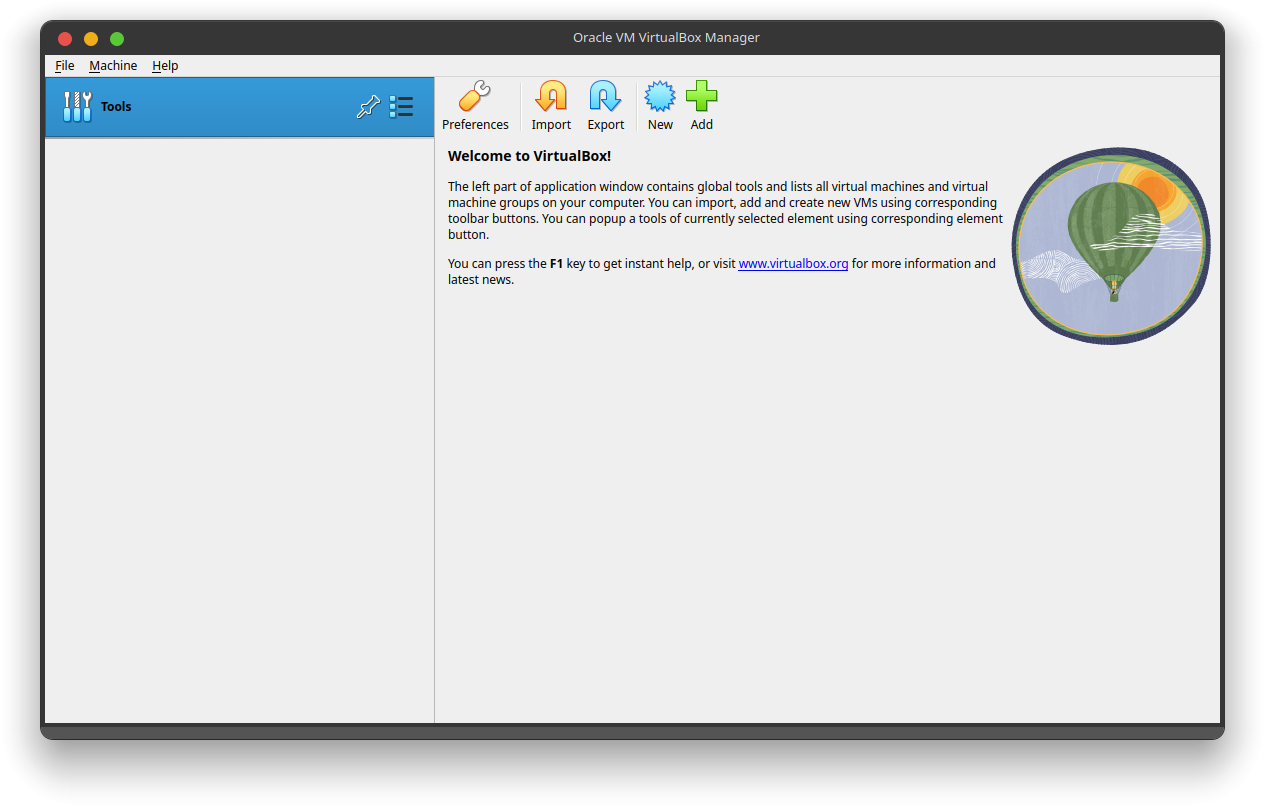 Oracle VM VirtualBox Manager
File Machine Help
Tools
Preferences Import Export New Add
Welcome to VirtualBox!
The left part of application window contains global tools and lists all virtual machines and virtual
machine groups on your computer. You can import, add and create new VMs using corresponding
toolbar buttons. You can popup a tools of currently selected element using corresponding element
button.
You can press the F1 key to get instant help, or visit www.virtualbox.org for more information and
latest news.